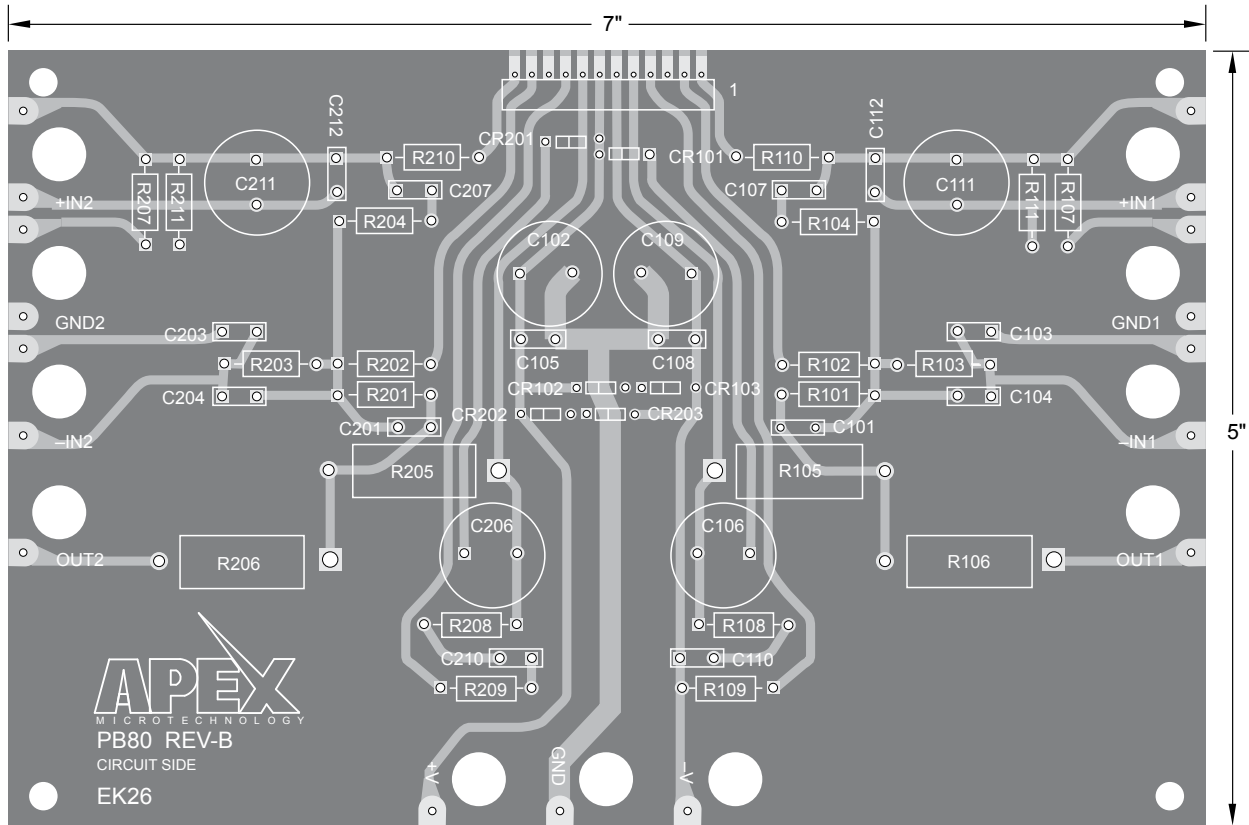 7"
5"
1
C212
C112
CR201
R210
CR101
R110
C211
C207
C107
C111
R207
R211
R111
R107
+IN2
+IN1
R204
R104
C102
C109
GND2
GND1
C203
C103
C105
C108
R203
R202
R102
R103
CR102
CR103
C204
R201
R101
C104
CR202
CR203
C201
C101
–IN2
–IN1
R205
R105
C206
C106
OUT2
OUT1
R206
R106
R208
R108
C210
C110
R209
R109
APEX
MICROTECHNOLOGY
PB80 REV-B
CIRCUIT SIDE
EK26
+V
GND
–V